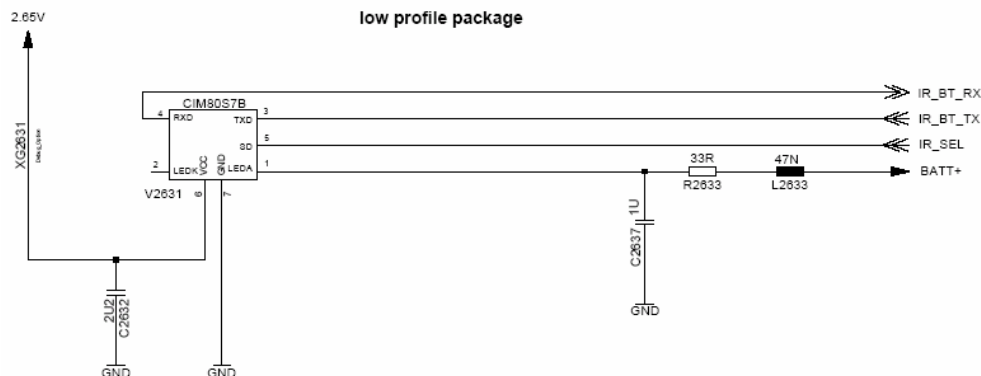 2.65V
low profile package
XG2631
Debug_Option
CIM80S7B
4
RXD
TXD
3
SD
5
2
LEDK
VCC
GND
LEDA
1
V2631
6
7
IR_BT_RX
IR_BT_TX
IR_SEL
33R
R2633
47N
L2633
BATT+
1U
C2637
GND
2U2
C2632
GND
GND